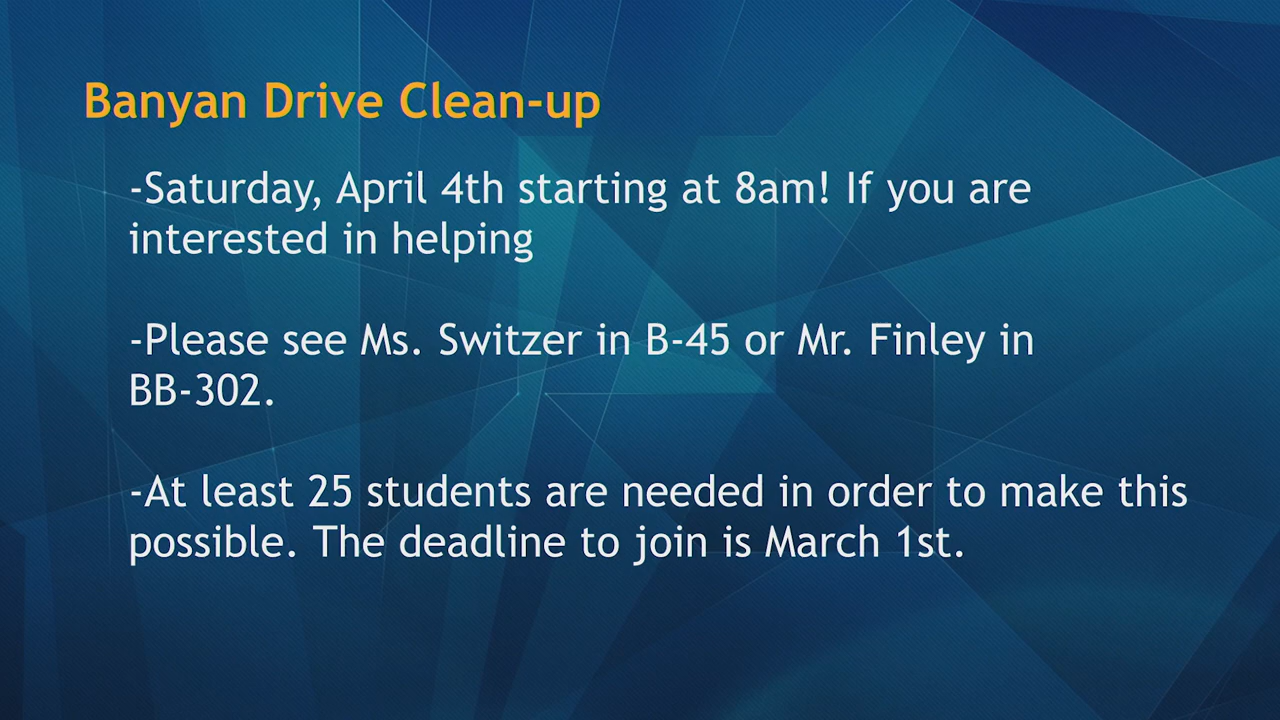 Banyan Drive Clean-up
-Saturday, April 4th starting at 8am! If you are
interested in helping
-Please see Ms. Switzer in B-45 or Mr. Finley in
BB-302.
-At least 25 students are needed in order to make this
possible. The deadline to join is March 1st.